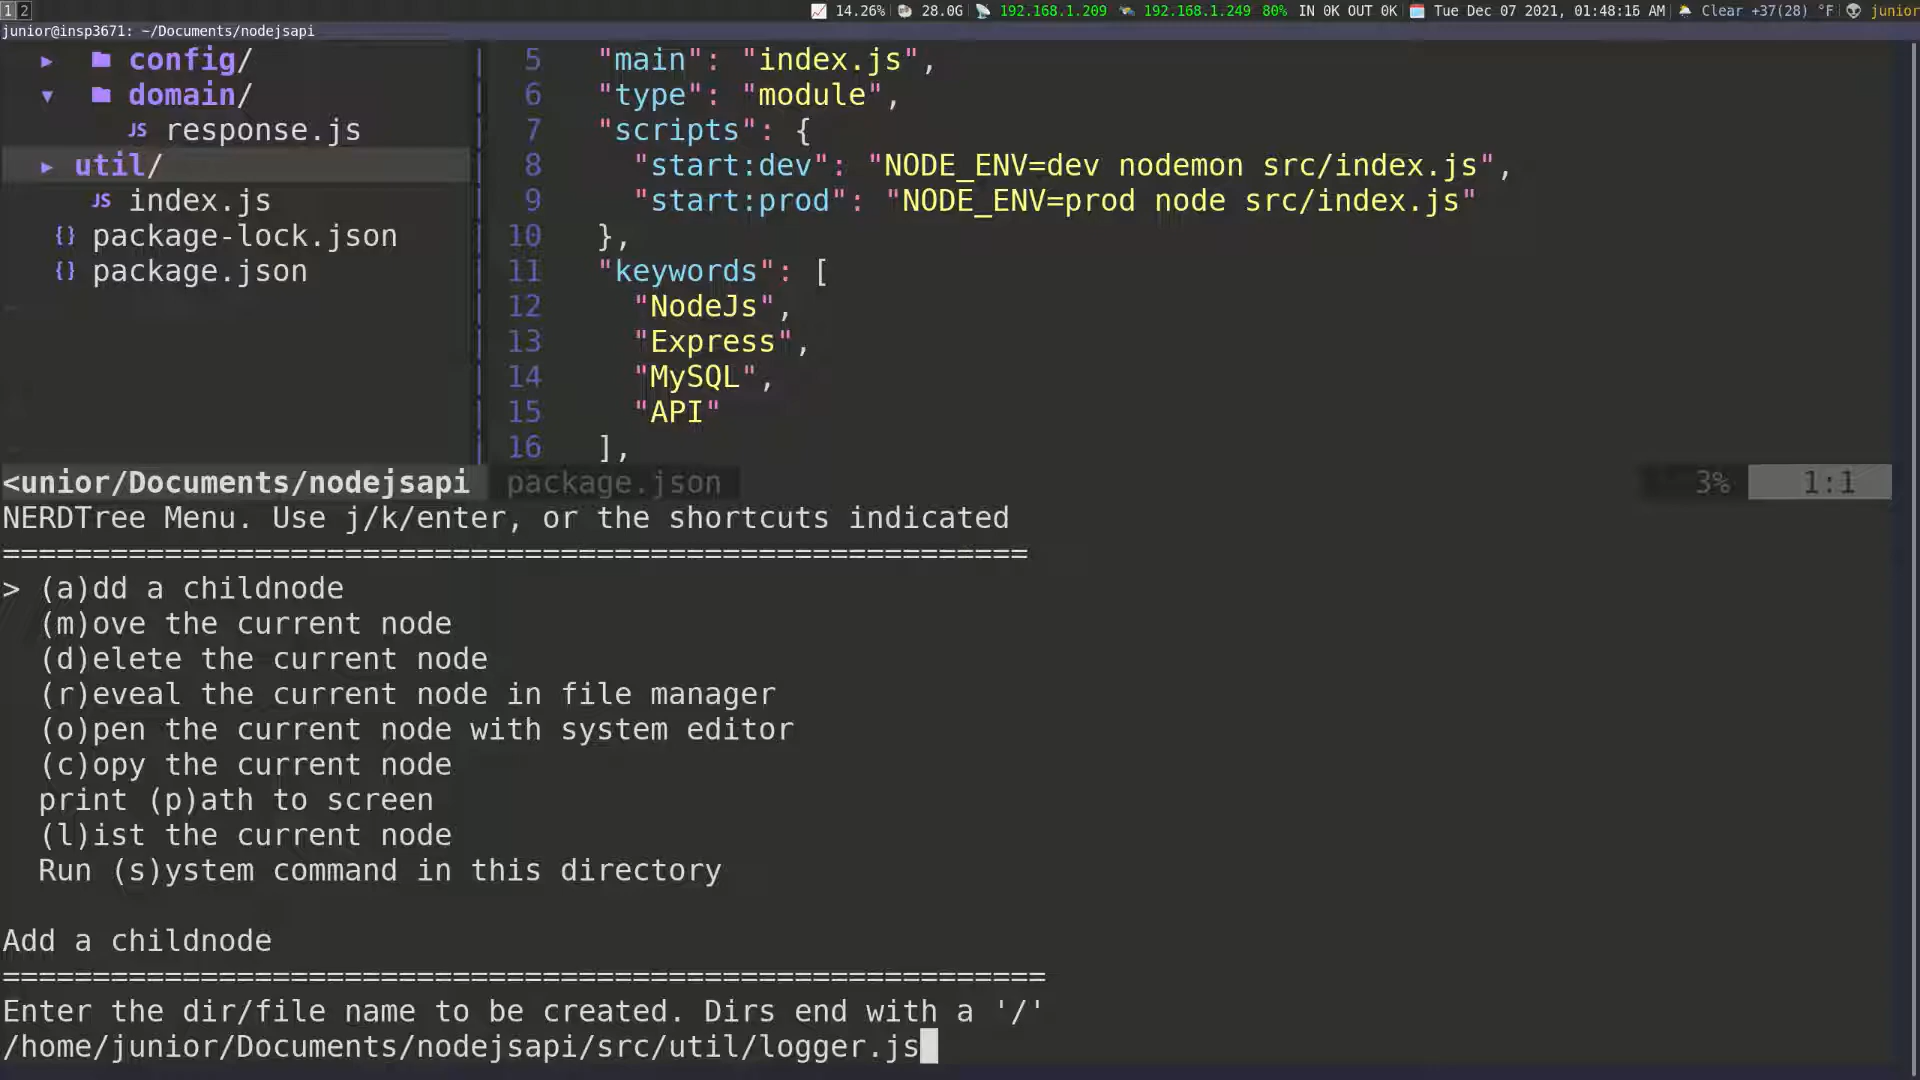 1 2 14.26% 28.0G 192.168.1.209 192.168.1.249 80% IN 0K OUT 0K Tue Dec 07 2021, 01:48:15 AM Clear +37(28) °F junior
junior@insp3671: ~/Documents/nodejsapi
▸ config/
▾ domain/
JS response.js
▸ util/
JS index.js
{} package-lock.json
{} package.json
5 "main": "index.js",
6 "type": "module",
7 "scripts": {
8 "start:dev": "NODE_ENV=dev nodemon src/index.js",
9 "start:prod": "NODE_ENV=prod node src/index.js"
10 },
11 "keywords": [
12 "NodeJs",
13 "Express",
14 "MySQL",
15 "API"
16 ],
<unior/Documents/nodejsapi package.json 3% 1:1
NERDTree Menu. Use j/k/enter, or the shortcuts indicated
=========================================================
> (a)dd a childnode
(m)ove the current node
(d)elete the current node
(r)eveal the current node in file manager
(o)pen the current node with system editor
(c)opy the current node
print (p)ath to screen
(l)ist the current node
Run (s)ystem command in this directory
Add a childnode
==========================================================
Enter the dir/file name to be created. Dirs end with a '/'
/home/junior/Documents/nodejsapi/src/util/logger.js